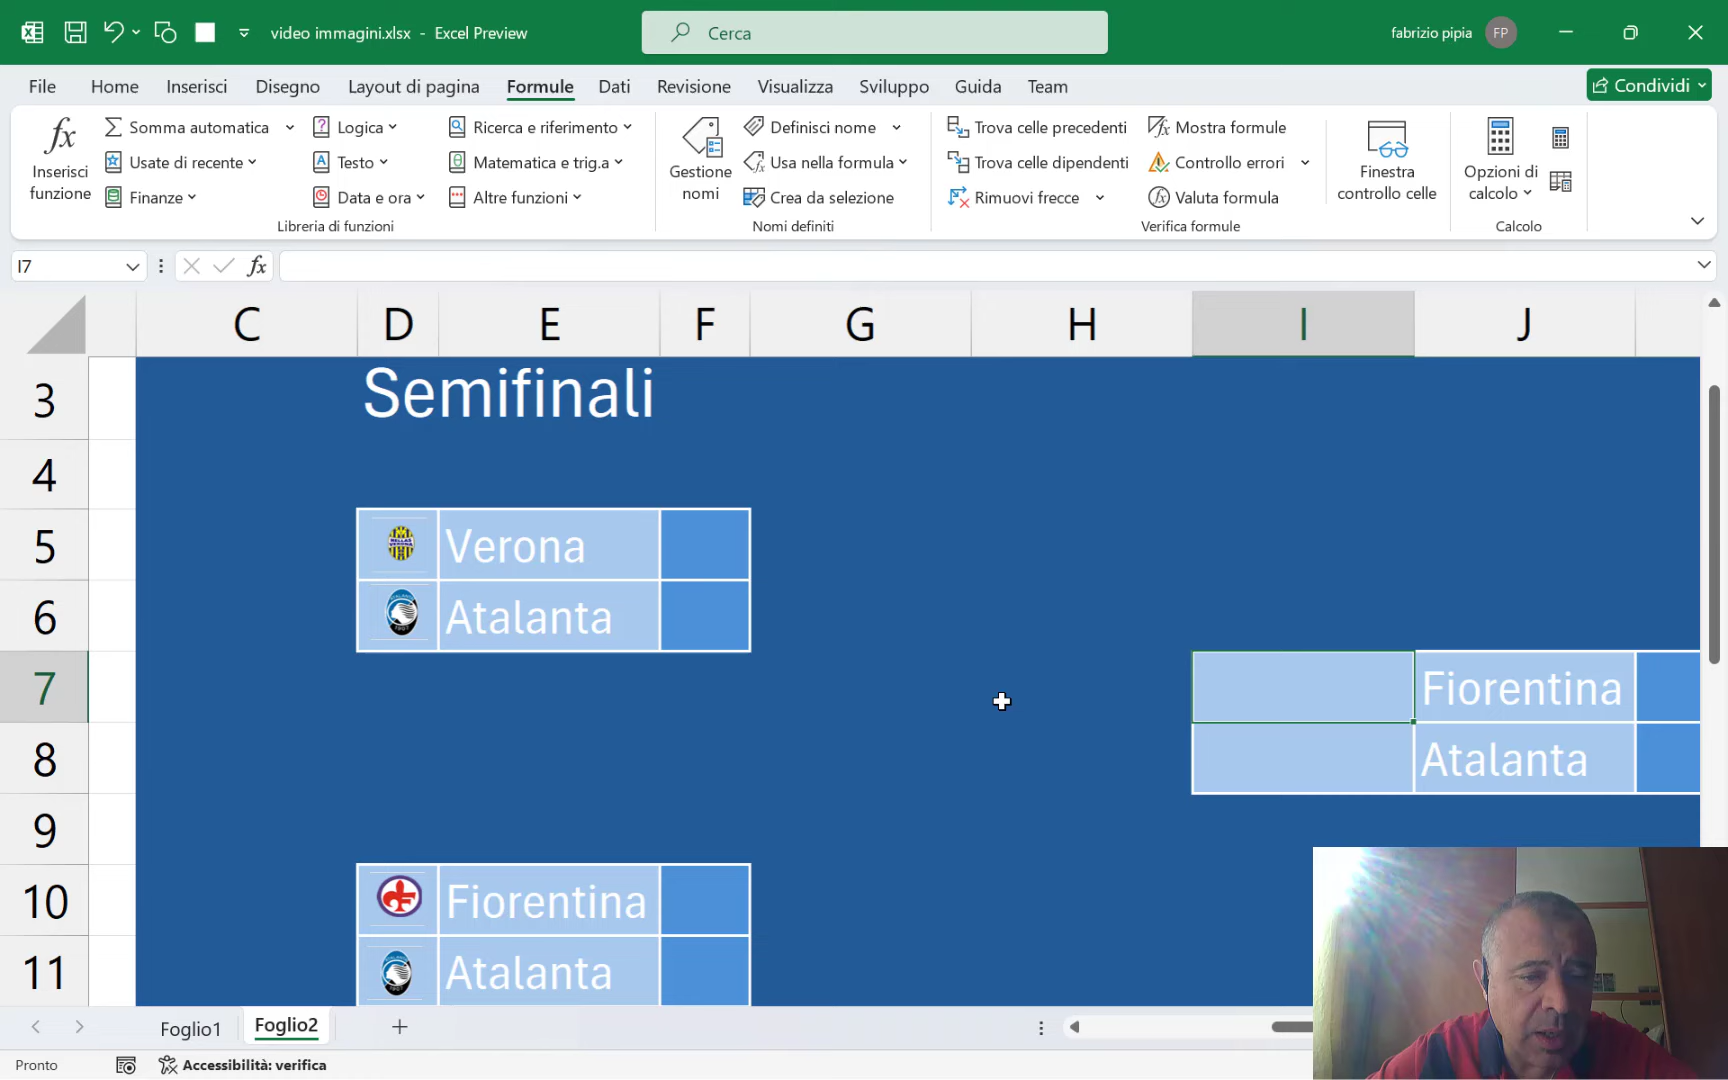 video immagini.xlsx - Excel Preview
Cerca
fabrizio pipia
FP
File
Home
Inserisci
Disegno
Layout di pagina
Formule
Dati
Revisione
Visualizza
Sviluppo
Guida
Team
Condividi
Inserisci funzione
Somma automatica
Usate di recente
Finanze
Logica
Testo
Data e ora
Ricerca e riferimento
Matematica e trig.a
Altre funzioni
Libreria di funzioni
Gestione nomi
Definisci nome
Usa nella formula
Crea da selezione
Nomi definiti
Trova celle precedenti
Trova celle dipendenti
Rimuovi frecce
Mostra formule
Controllo errori
Valuta formula
Verifica formule
Finestra controllo celle
Opzioni di calcolo
Calcolo
I7
fx
C D E F G H I J
3 Semifinali
4
5 Verona
6 Atalanta
7 Fiorentina
8 Atalanta
9
10 Fiorentina
11 Atalanta
Foglio1
Foglio2
Pronto
Accessibilità: verifica